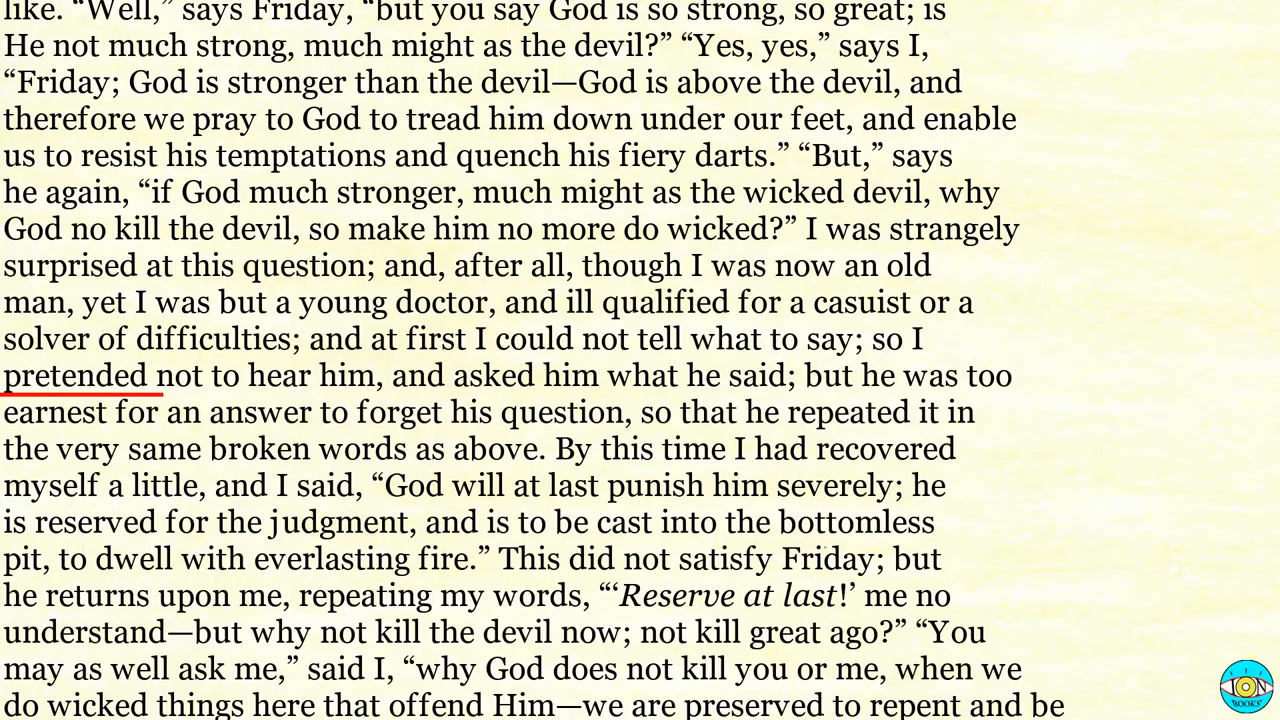 like. “Well,” says Friday, “but you say God is so strong, so great; is
He not much strong, much might as the devil?” “Yes, yes,” says I,
“Friday; God is stronger than the devil—God is above the devil, and
therefore we pray to God to tread him down under our feet, and enable
us to resist his temptations and quench his fiery darts.” “But,” says
he again, “if God much stronger, much might as the wicked devil, why
God no kill the devil, so make him no more do wicked?” I was strangely
surprised at this question; and, after all, though I was now an old
man, yet I was but a young doctor, and ill qualified for a casuist or a
solver of difficulties; and at first I could not tell what to say; so I
pretended not to hear him, and asked him what he said; but he was too
earnest for an answer to forget his question, so that he repeated it in
the very same broken words as above. By this time I had recovered
myself a little, and I said, “God will at last punish him severely; he
is reserved for the judgment, and is to be cast into the bottomless
pit, to dwell with everlasting fire.” This did not satisfy Friday; but
he returns upon me, repeating my words, “‘Reserve at last!’ me no
understand—but why not kill the devil now; not kill great ago?” “You
may as well ask me,” said I, “why God does not kill you or me, when we
do wicked things here that offend Him—we are preserved to repent and be
ION
BOOKS